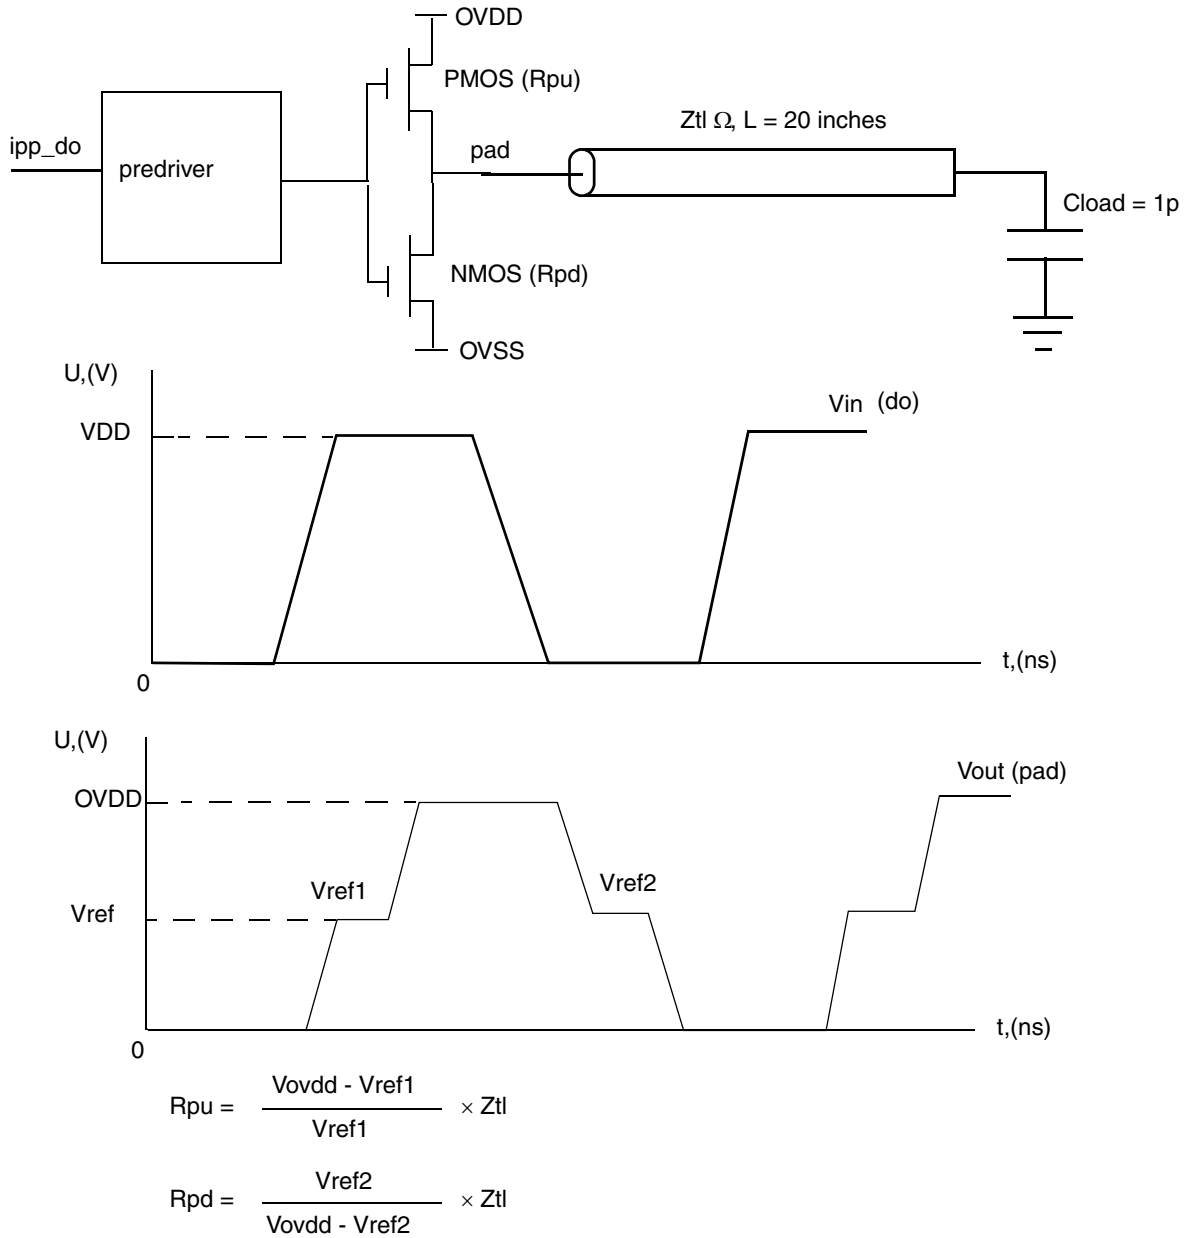 OVDD
PMOS (Rpu)
Ztl Ω, L = 20 inches
ipp_do
predriver
pad
Cload = 1p
NMOS (Rpd)
OVSS
U,(V)
VDD
Vin (do)
t,(ns)
0
U,(V)
OVDD
Vout (pad)
Vref1
Vref2
Vref
t,(ns)
0
Vovdd - Vref1
Rpu = × Ztl
Vref1
Vref2
Rpd = × Ztl
Vovdd - Vref2